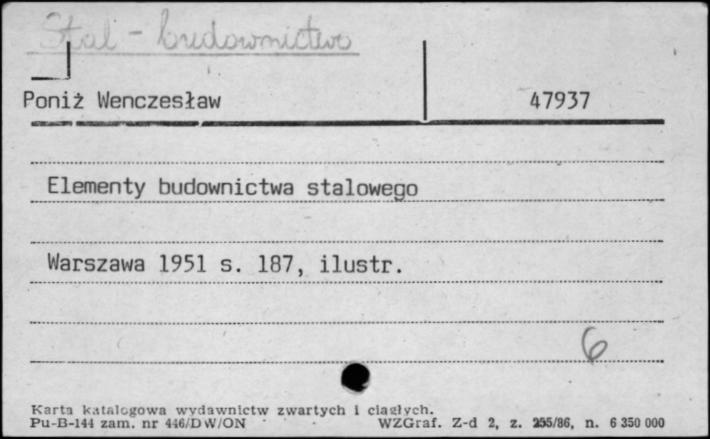 Stal - budownictwo
Poniż Wenczesław 47937
Elementy budownictwa stalowego
Warszawa 1951 s. 187, ilustr.
6
Karta katalogowa wydawnictw zwartych i ciągłych.
Pu-B-144 zam. nr 446/DW/ON WZGraf. Z-d 2, z. 255/86, n. 6 350 000